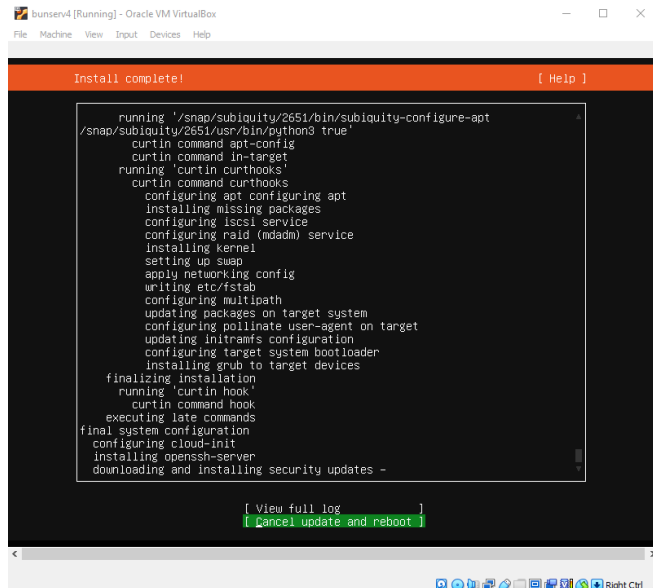 bunserv4 [Running] - Oracle VM VirtualBox
File Machine View Input Devices Help
Install complete! [ Help ]
running '/snap/subiquity/2651/bin/subiquity-configure-apt
/snap/subiquity/2651/usr/bin/python3 true'
curtin command apt-config
curtin command in-target
running 'curtin curthooks'
curtin command curthooks
configuring apt configuring apt
installing missing packages
configuring iscsi service
configuring raid (mdadm) service
installing kernel
setting up swap
apply networking config
writing etc/fstab
configuring multipath
updating packages on target system
configuring pollinate user-agent on target
updating initramfs configuration
configuring target system bootloader
installing grub to target devices
finalizing installation
running 'curtin hook'
curtin command hook
executing late commands
final system configuration
configuring cloud-init
installing openssh-server
downloading and installing security updates -
[ View full log ]
[ Cancel update and reboot ]
Right Ctrl